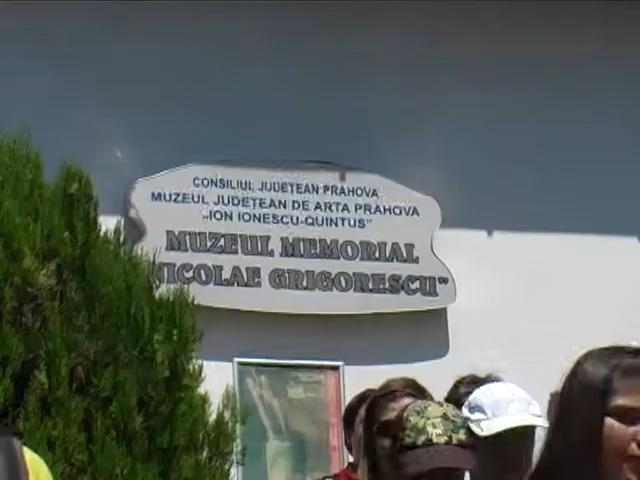 CONSILIUL JUDEȚEAN PRAHOVA
MUZEUL JUDEȚEAN DE ARTA PRAHOVA
„ION IONESCU-QUINTUS”
MUZEUL MEMORIAL
NICOLAE GRIGORESCU”